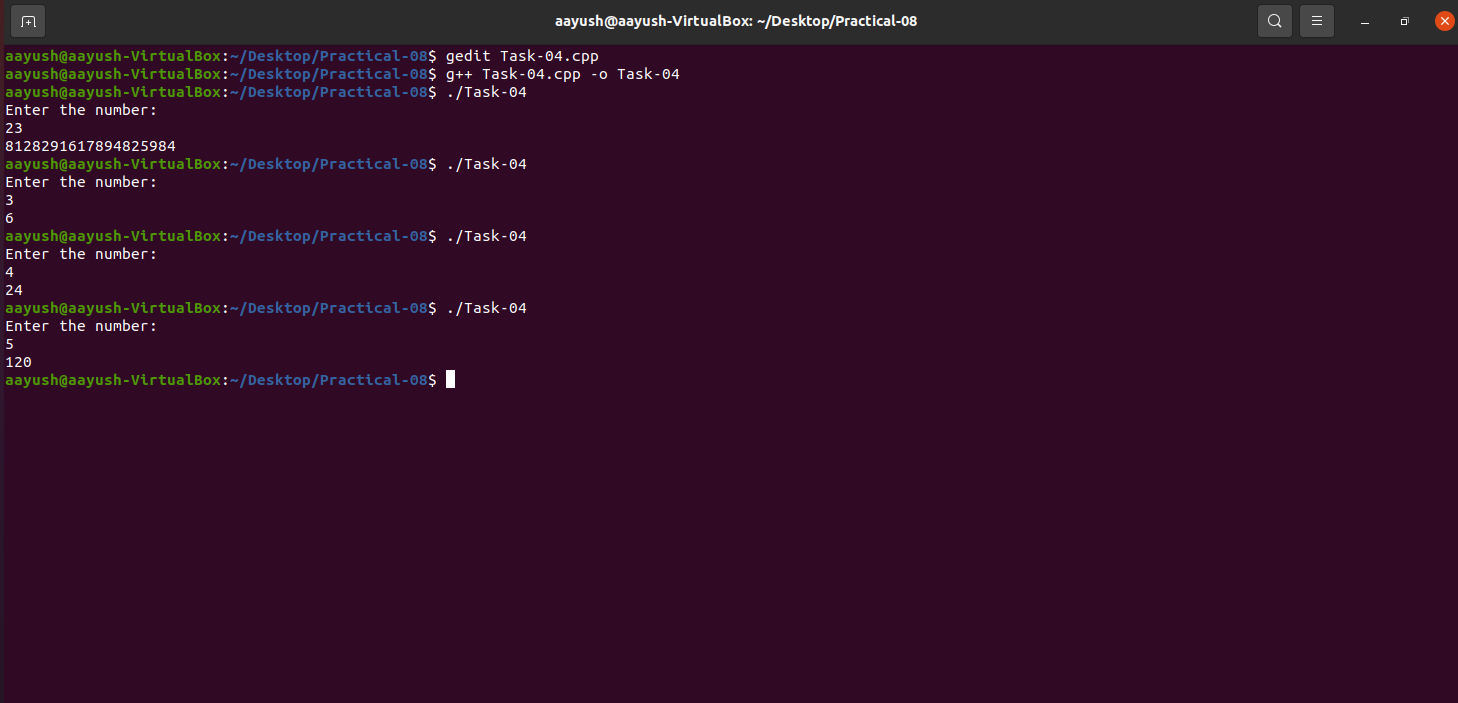 aayush@aayush-VirtualBox: ~/Desktop/Practical-08
aayush@aayush-VirtualBox:~/Desktop/Practical-08$ gedit Task-04.cpp
aayush@aayush-VirtualBox:~/Desktop/Practical-08$ g++ Task-04.cpp -o Task-04
aayush@aayush-VirtualBox:~/Desktop/Practical-08$ ./Task-04
Enter the number:
23
8128291617894825984
aayush@aayush-VirtualBox:~/Desktop/Practical-08$ ./Task-04
Enter the number:
3
6
aayush@aayush-VirtualBox:~/Desktop/Practical-08$ ./Task-04
Enter the number:
4
24
aayush@aayush-VirtualBox:~/Desktop/Practical-08$ ./Task-04
Enter the number:
5
120
aayush@aayush-VirtualBox:~/Desktop/Practical-08$